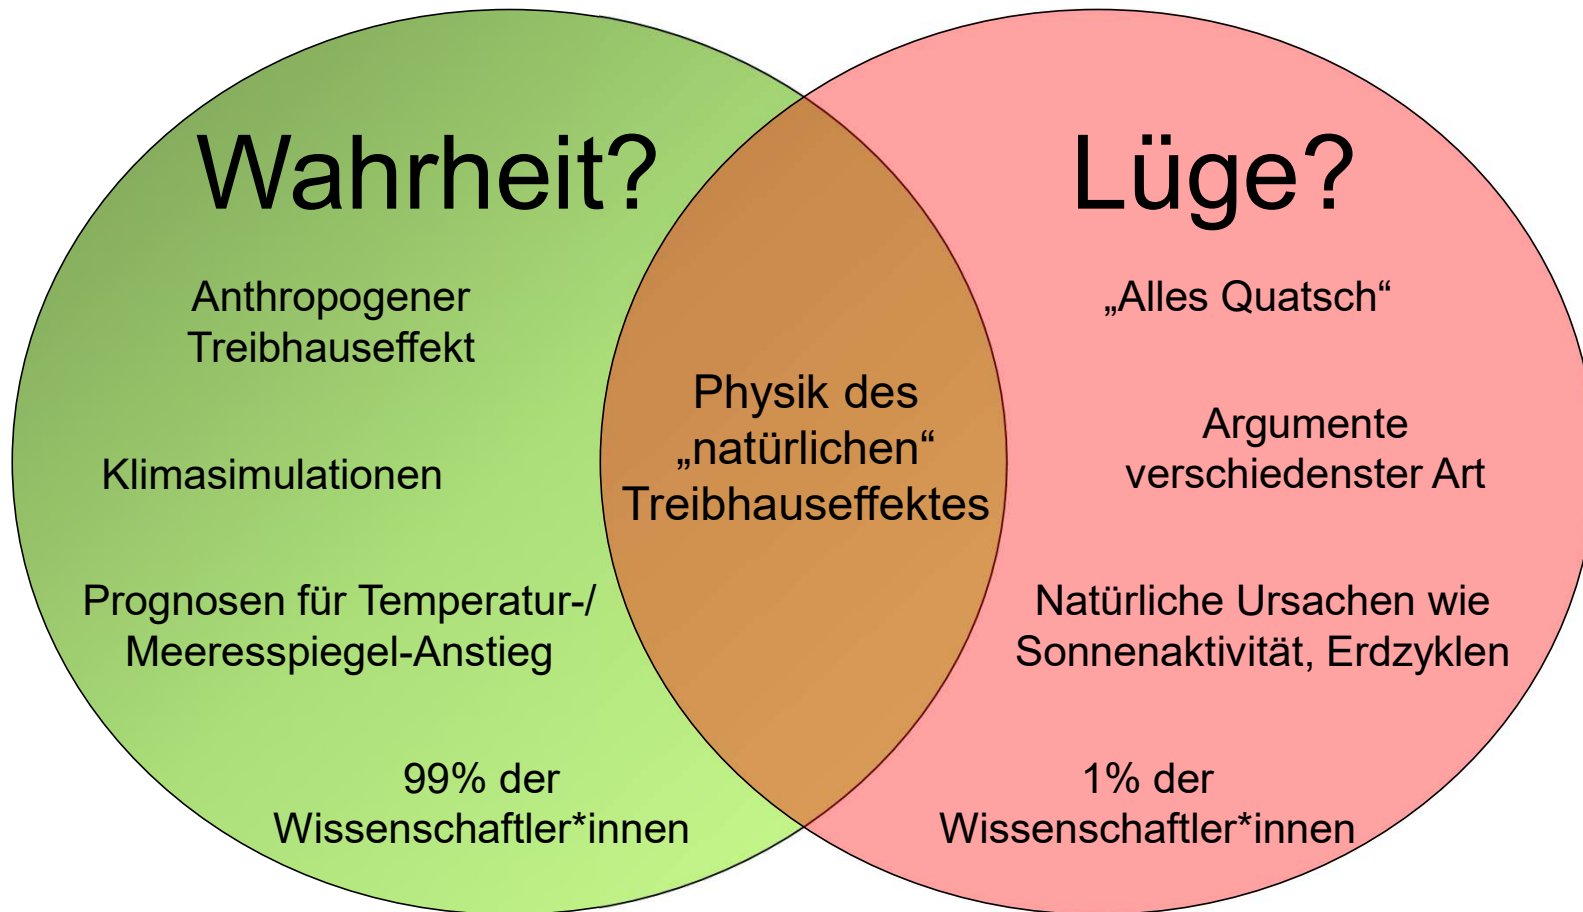 Wahrheit?
Anthropogener
Treibhauseffekt
Klimasimulationen
Prognosen für Temperatur-/
Meeresspiegel-Anstieg
99% der
Wissenschaftler*innen
Physik des
„natürlichen“
Treibhauseffektes
Lüge?
„Alles Quatsch“
Argumente
verschiedenster Art
Natürliche Ursachen wie
Sonnenaktivität, Erdzyklen
1% der
Wissenschaftler*innen